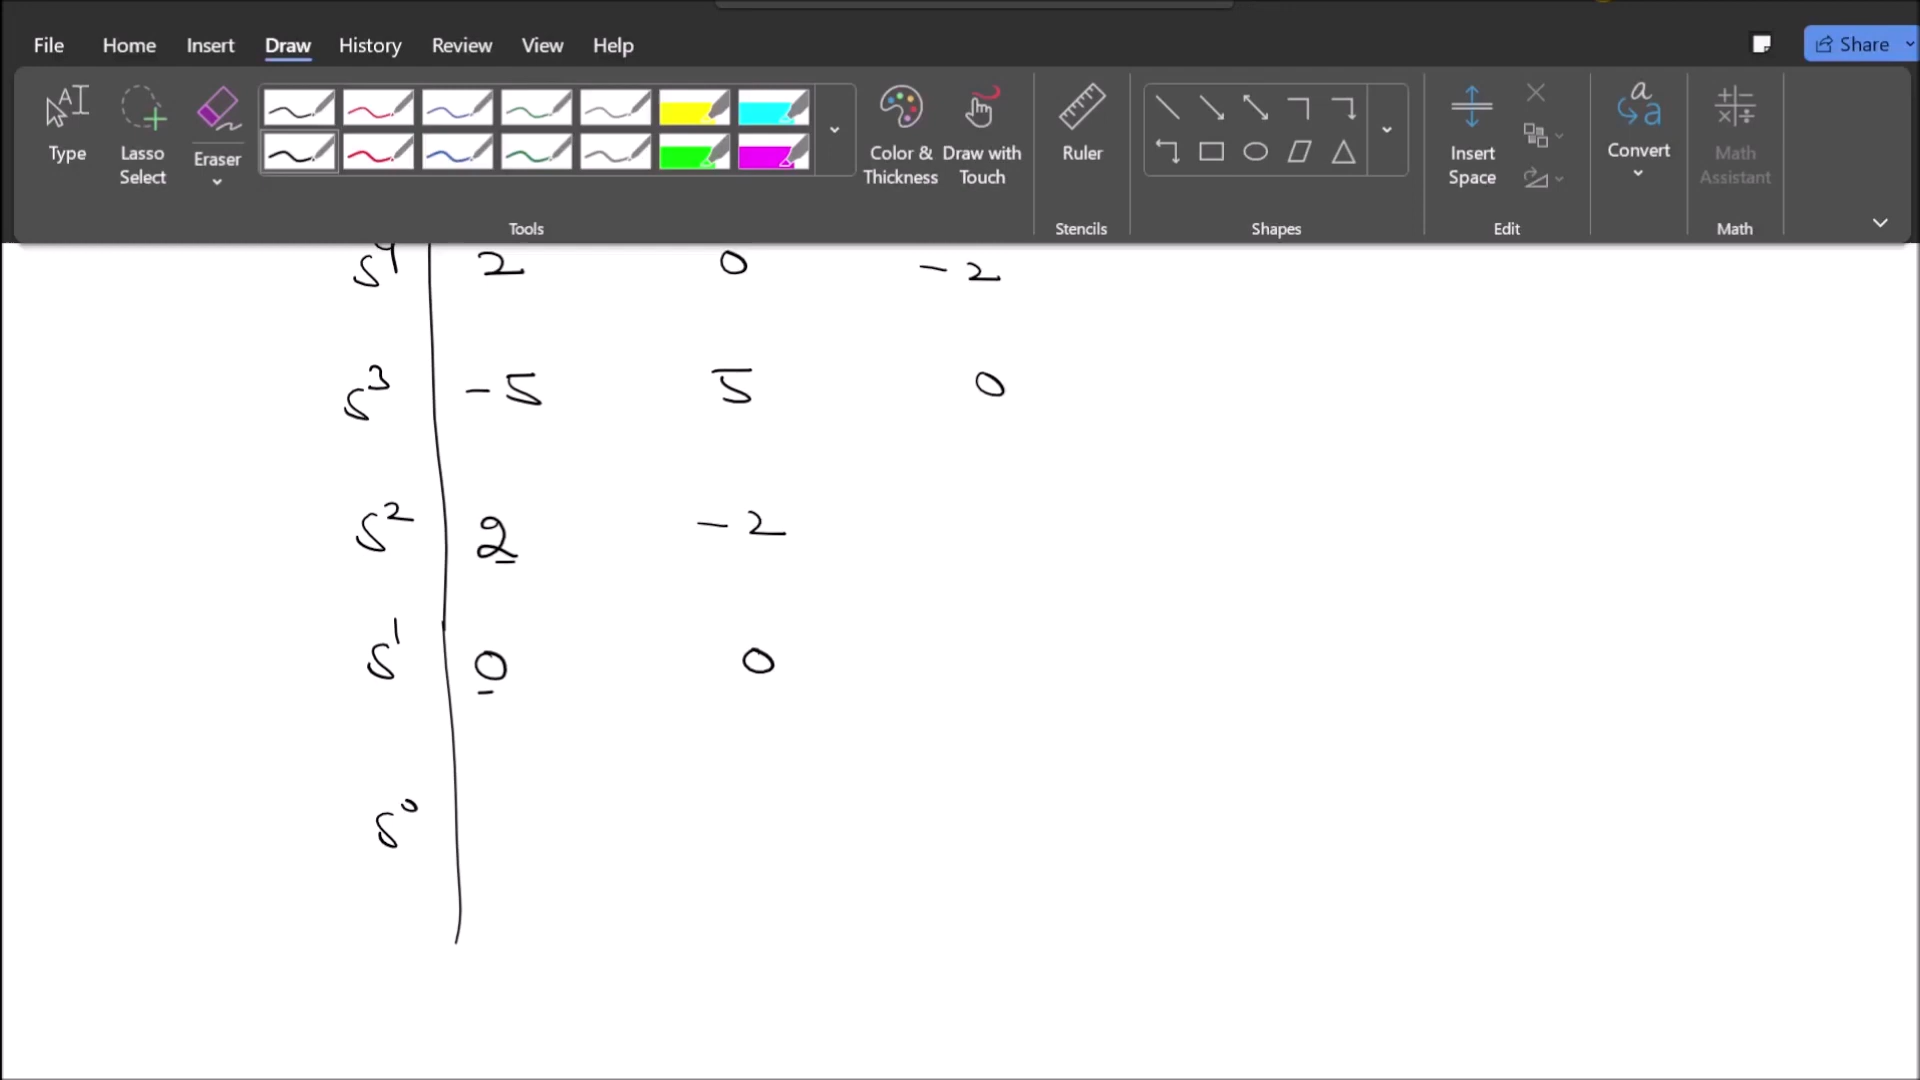 File Home Insert Draw History Review View Help Share
Type Lasso Select Eraser Color & Thickness Draw with Touch Ruler Insert Space Convert Math Assistant
Tools Stencils Shapes Edit Math
s⁴ 2 0 -2
s³ -5 5 0
s² 2 -2
s¹ 0 0
s⁰